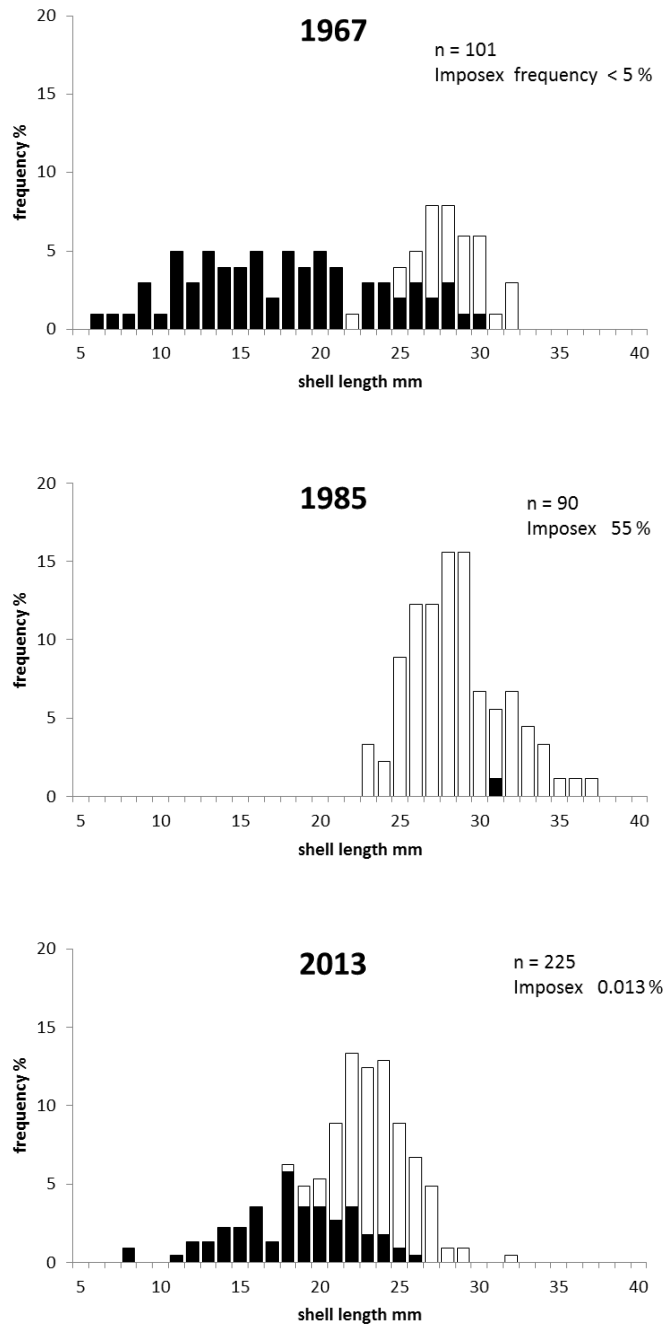 20
1967
n = 101
Imposex frequency < 5 %
15
frequency %
10
5
0
5 10 15 20 25 30 35 40
shell length mm
20
1985
n = 90
Imposex 55 %
15
frequency %
10
5
0
5 10 15 20 25 30 35 40
shell length mm
20
2013
n = 225
Imposex 0.013 %
15
frequency %
10
5
0
5 10 15 20 25 30 35 40
shell length mm